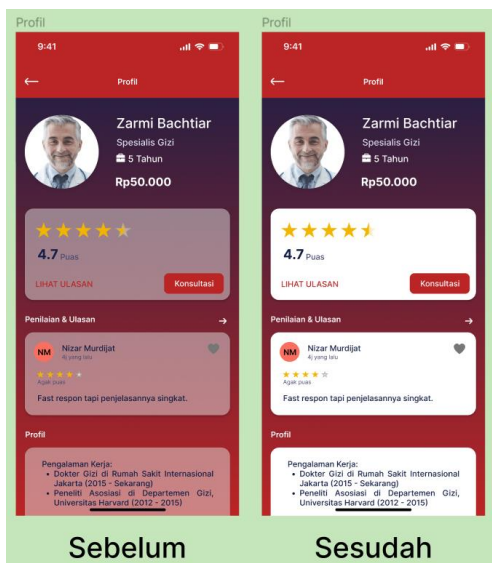 Profil
9:41
Profil
Zarmi Bachtiar
Spesialis Gizi
5 Tahun
Rp50.000
4.7 Puas
LIHAT ULASAN
Konsultasi
Penilaian & Ulasan
NM
Nizar Murdijat
4j yang lalu
Agak puas
Fast respon tapi penjelasannya singkat.
Profil
Pengalaman Kerja:
• Dokter Gizi di Rumah Sakit Internasional
Jakarta (2015 - Sekarang)
• Peneliti Asosiasi di Departemen Gizi,
Universitas Harvard (2012 - 2015)
Sebelum
Profil
9:41
Profil
Zarmi Bachtiar
Spesialis Gizi
5 Tahun
Rp50.000
4.7 Puas
LIHAT ULASAN
Konsultasi
Penilaian & Ulasan
NM
Nizar Murdijat
4j yang lalu
Agak puas
Fast respon tapi penjelasannya singkat.
Profil
Pengalaman Kerja:
• Dokter Gizi di Rumah Sakit Internasional
Jakarta (2015 - Sekarang)
• Peneliti Asosiasi di Departemen Gizi,
Universitas Harvard (2012 - 2015)
Sesudah